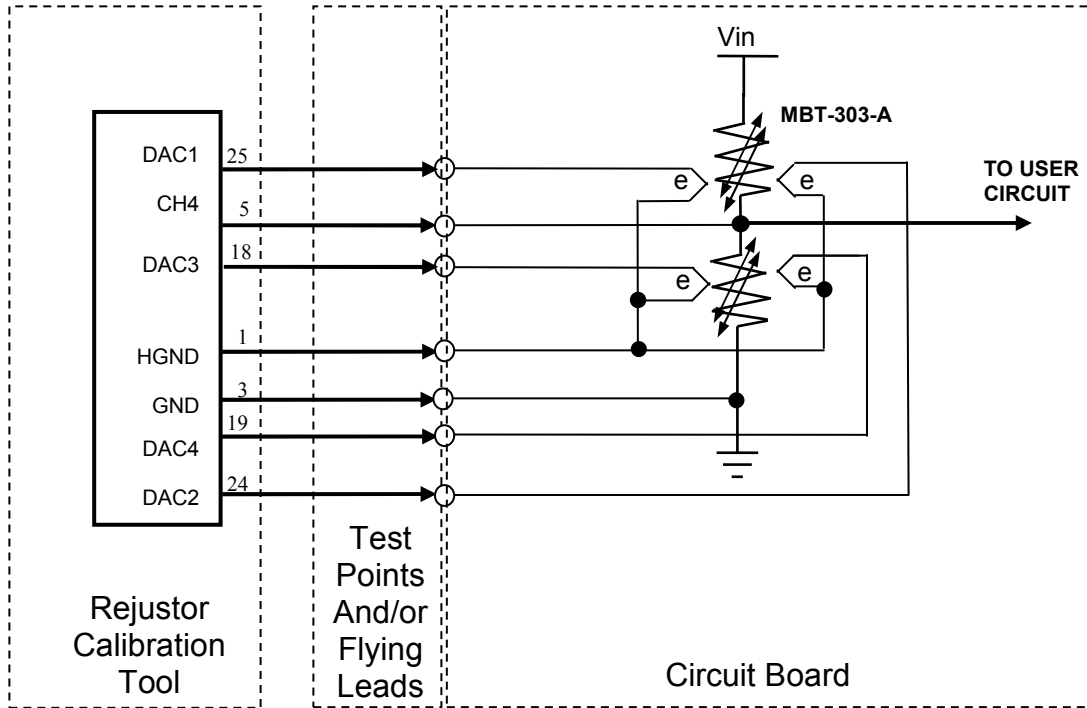 Vin
MBT-303-A
DAC1
25
CH4
5
DAC3
18
HGND
1
GND
3
DAC4
19
DAC2
24
e
e
e
e
TO USER
CIRCUIT
Rejustor
Calibration
Tool
Test
Points
And/or
Flying
Leads
Circuit Board